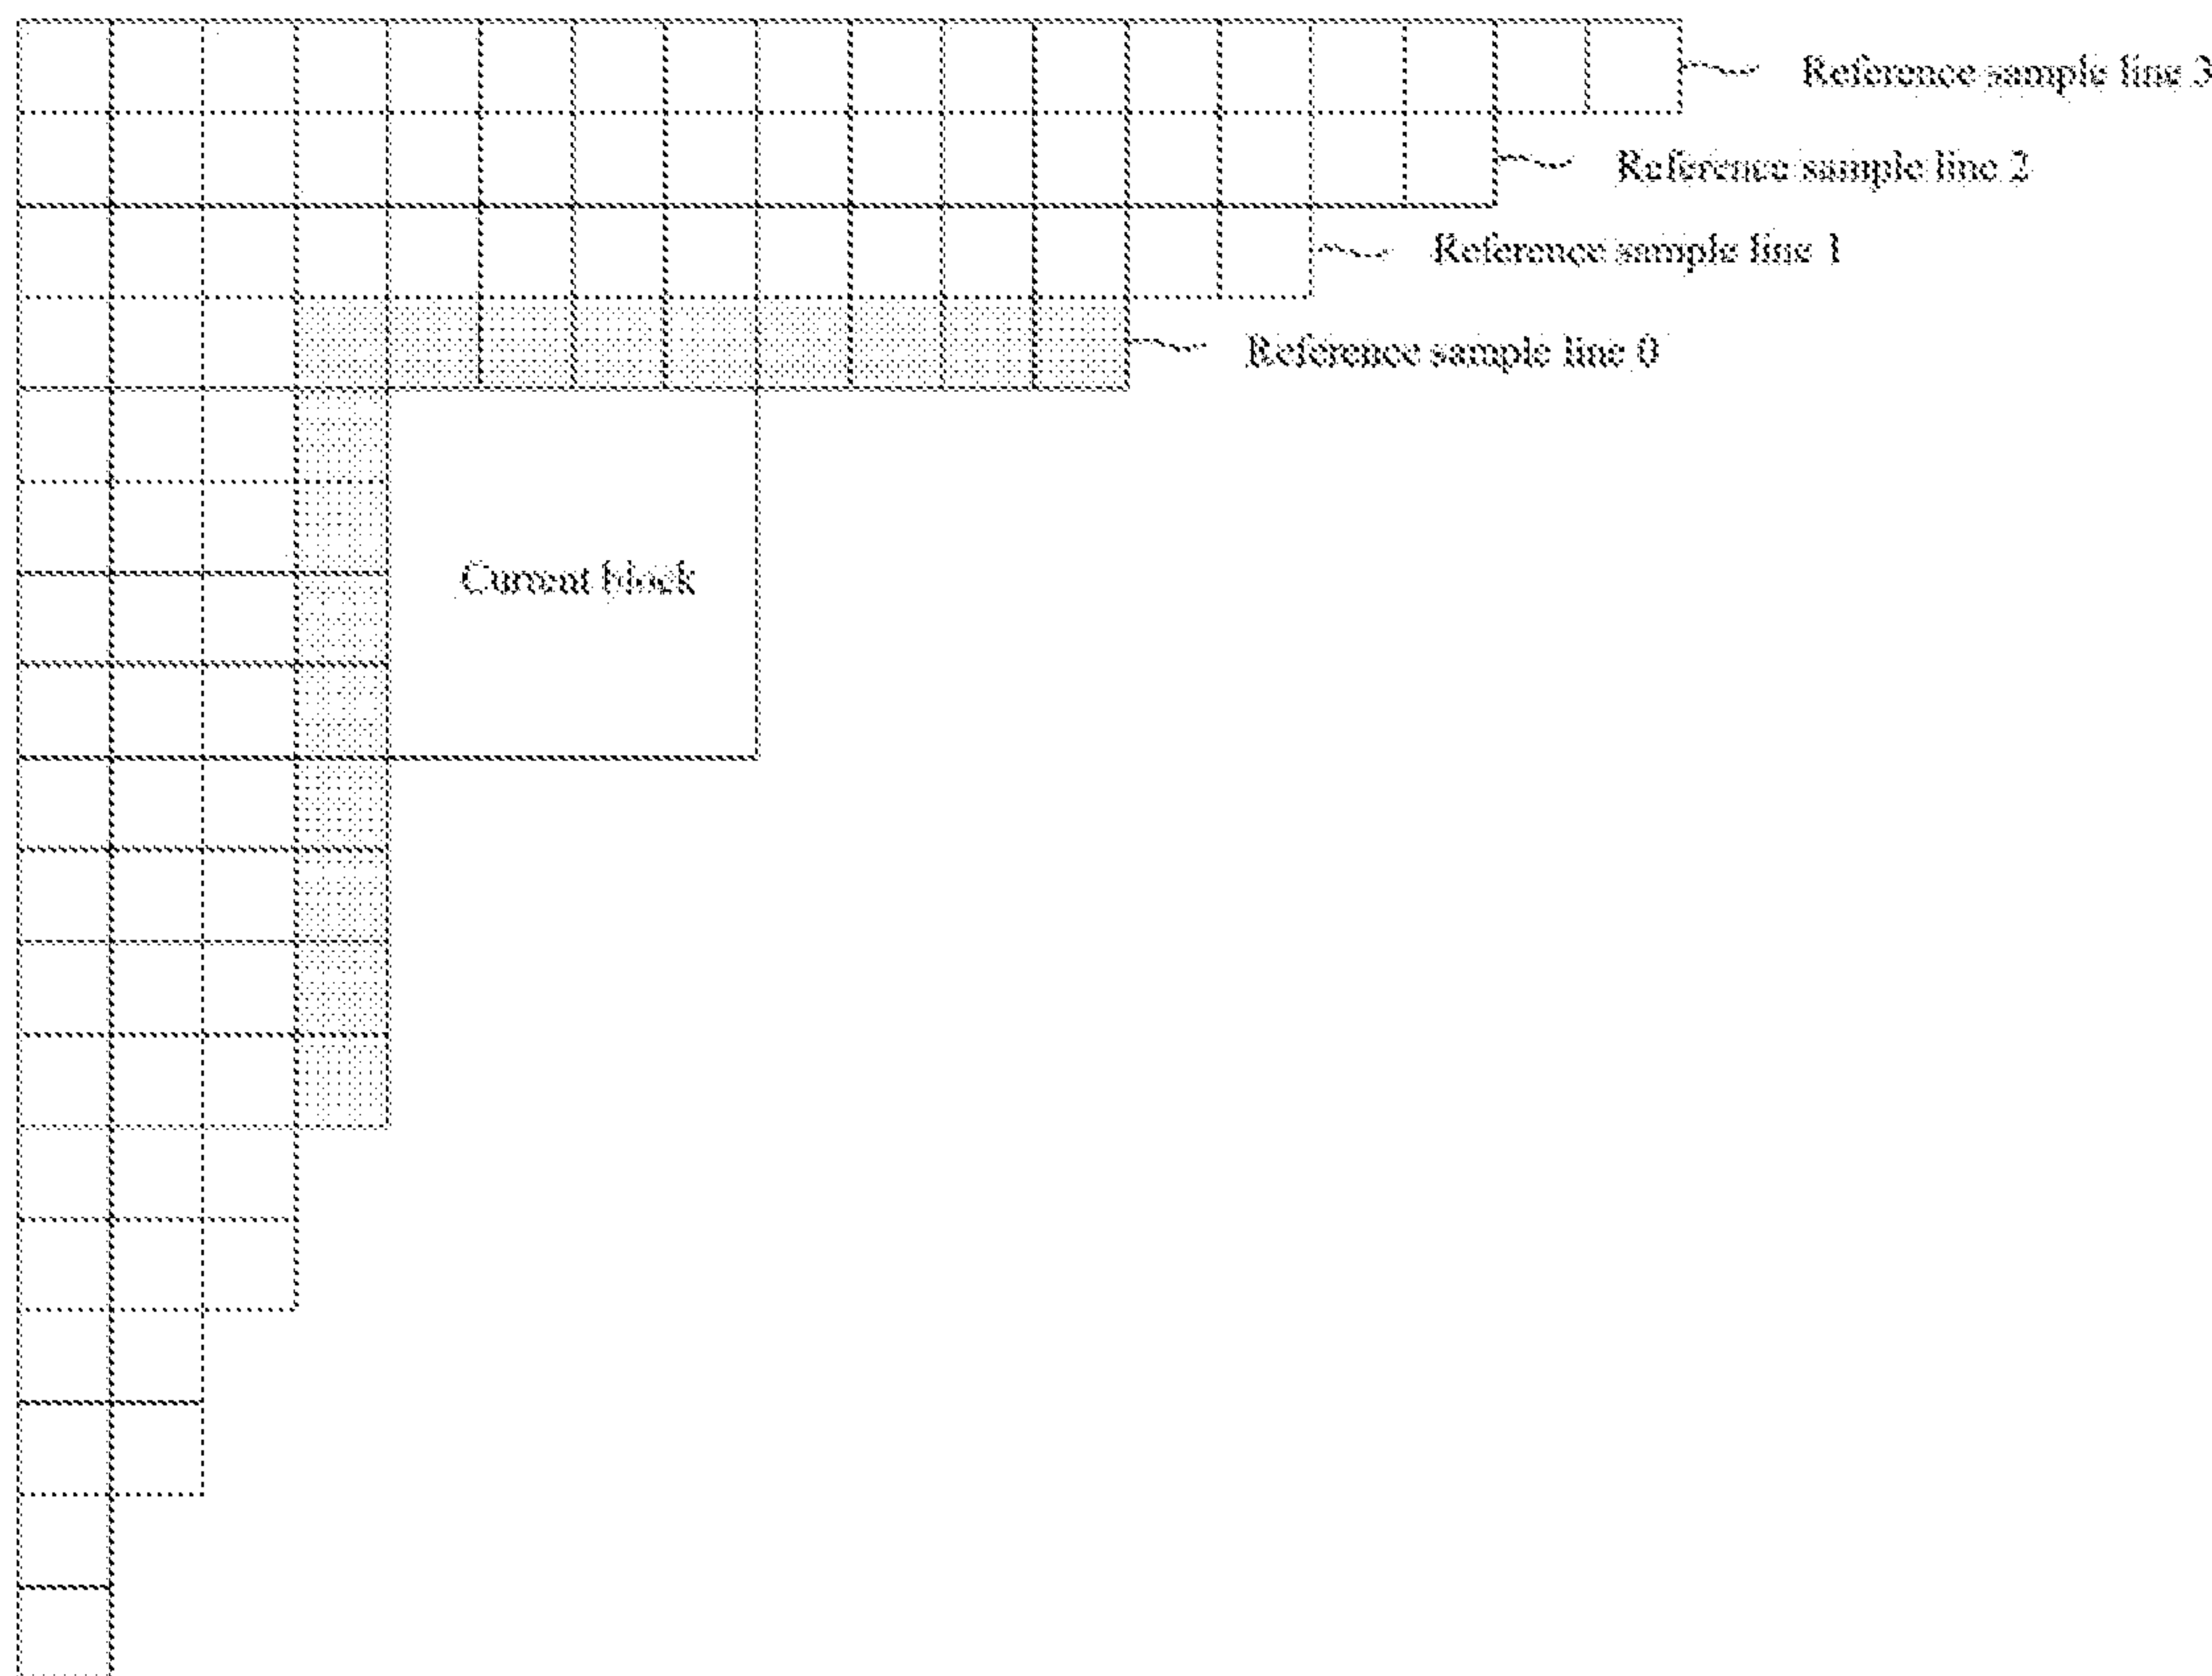 Reference sample line 3
Reference sample line 2
Reference sample line 1
Reference sample line 0
Current block